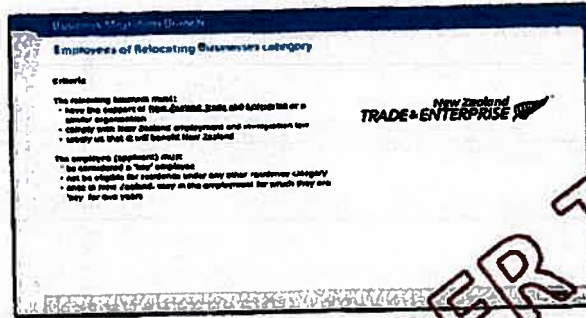 Business Migration Branch
Employees of Relocating Businesses category
Criteria
The relocating business must:
• have the support of New Zealand Trade and Enterprise or a
similar organisation
• comply with New Zealand employment and immigration law
• satisfy us that it will benefit New Zealand
The employee (applicant) must
• be considered a 'key' employee
• not be eligible for residence under any other residence category
• once in New Zealand, stay in the employment for which they are
'key' for two years
New Zealand
TRADE & ENTERPRISE
ER T